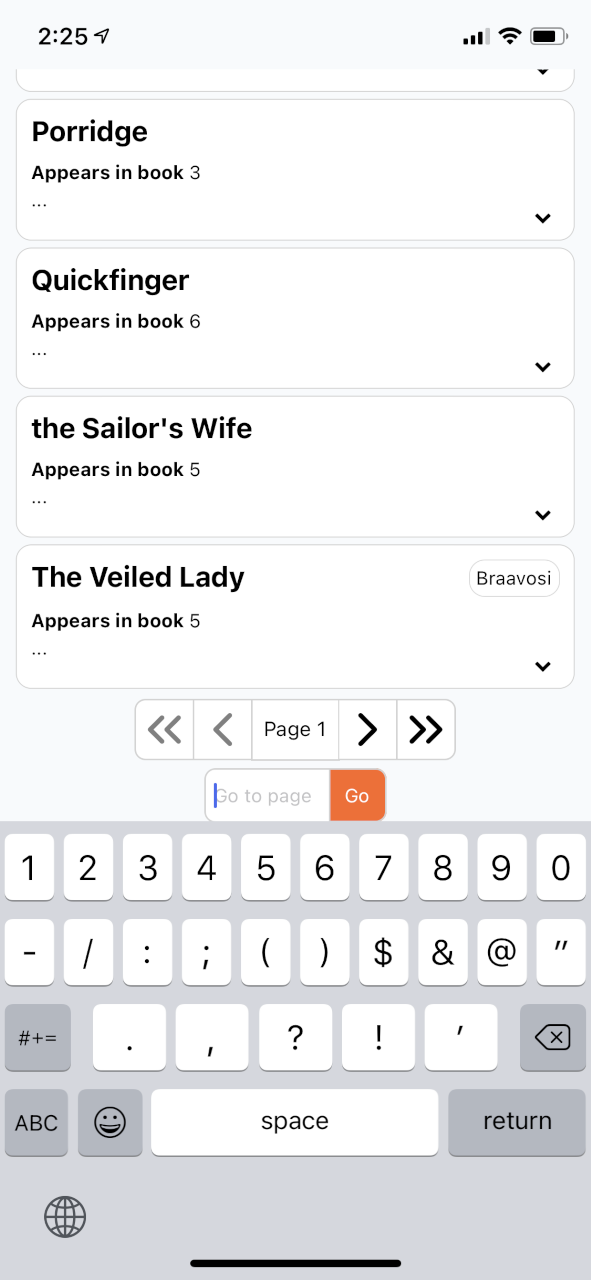 2:25
Porridge
Appears in book 3
...
Quickfinger
Appears in book 6
...
the Sailor's Wife
Appears in book 5
...
The Veiled Lady
Braavosi
Appears in book 5
...
Page 1
Go to page
Go
1 2 3 4 5 6 7 8 9 0
- / : ; ( ) $ & @ "
#+= . , ? ! '
ABC space return